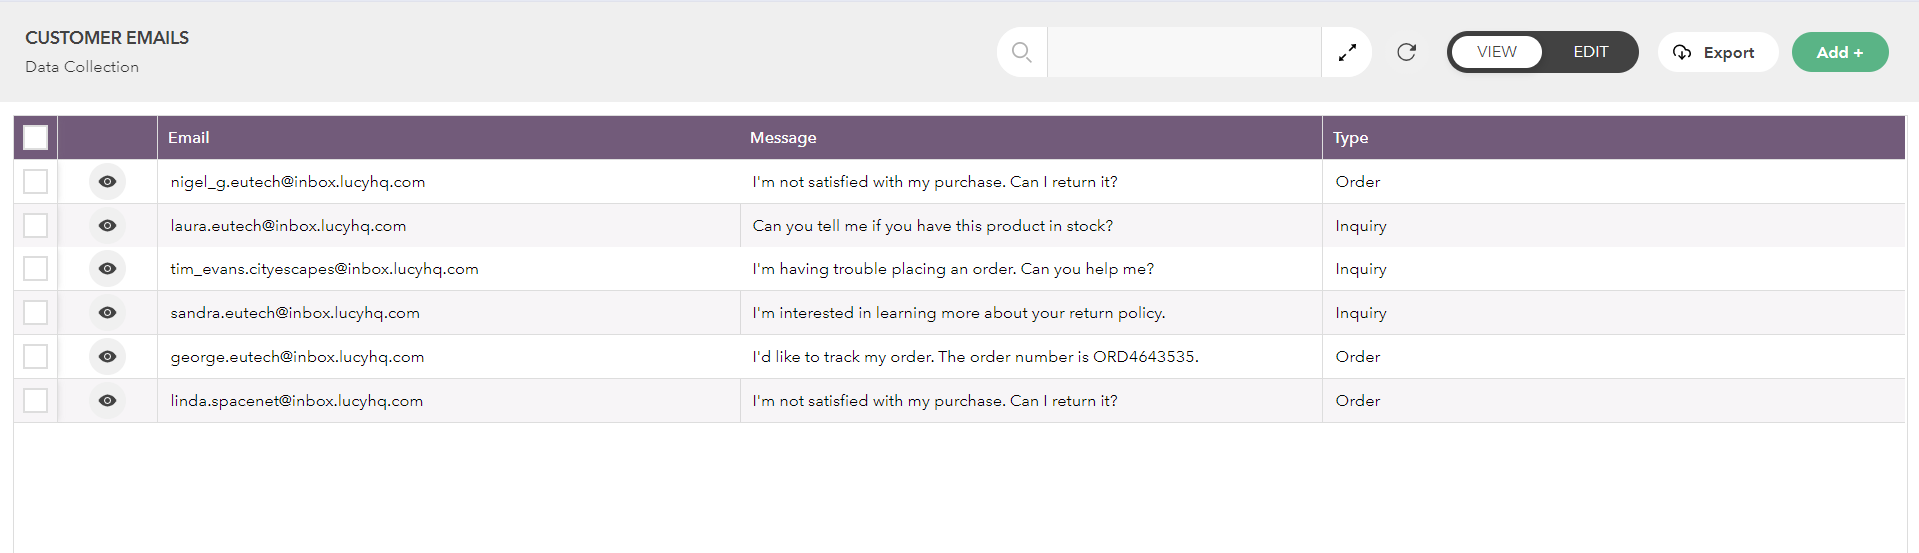 CUSTOMER EMAILS
Data Collection
VIEW EDIT Export Add +
Email Message Type
nigel_g.eutech@inbox.lucyhq.com I'm not satisfied with my purchase. Can I return it? Order
laura.eutech@inbox.lucyhq.com Can you tell me if you have this product in stock? Inquiry
tim_evans.cityescapes@inbox.lucyhq.com I'm having trouble placing an order. Can you help me? Inquiry
sandra.eutech@inbox.lucyhq.com I'm interested in learning more about your return policy. Inquiry
george.eutech@inbox.lucyhq.com I'd like to track my order. The order number is ORD4643535. Order
linda.spacenet@inbox.lucyhq.com I'm not satisfied with my purchase. Can I return it? Order